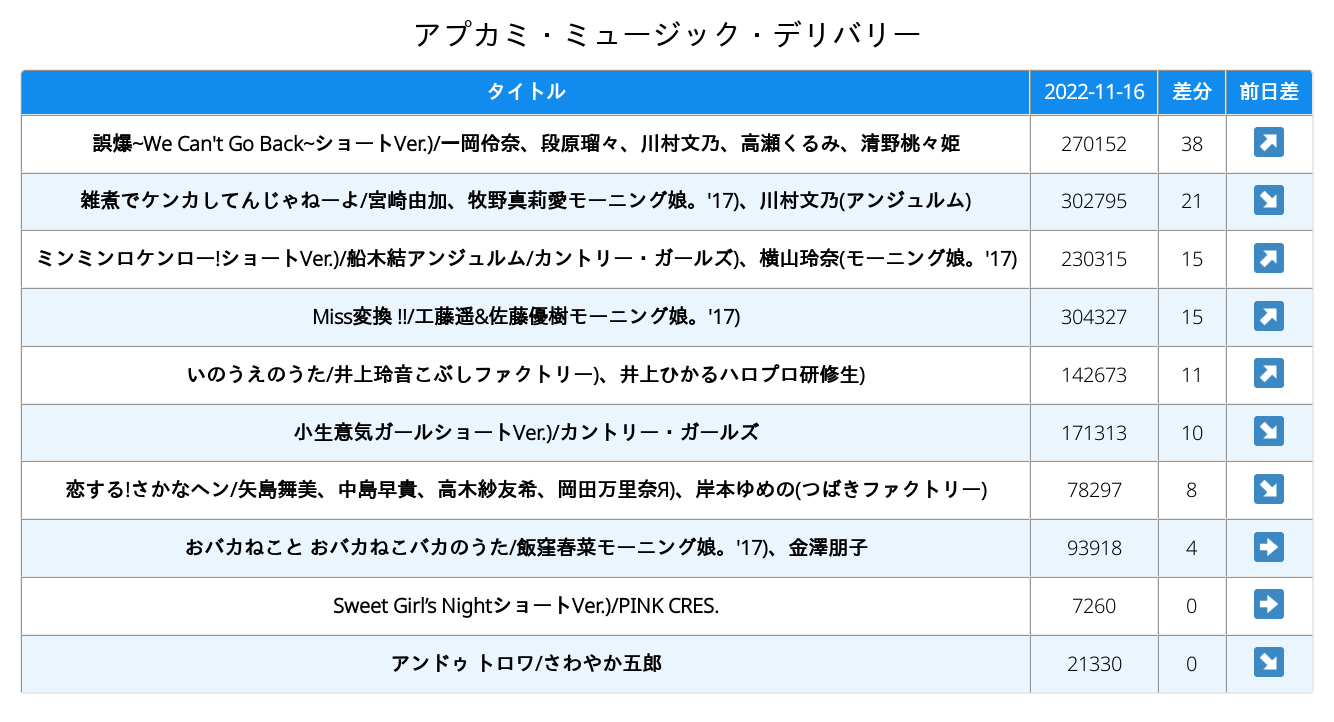 アプカミ・ミュージック・デリバリー
タイトル 2022-11-16 差分 前日差
誤爆~We Can't Go Back~ショートVer.)/一岡伶奈、段原瑠々、川村文乃、高瀬くるみ、清野桃々姫 270152 38
雑煮でケンカしてんじゃねーよ/宮崎由加、牧野真莉愛モーニング娘。'17)、川村文乃(アンジュルム) 302795 21
ミンミンロケンロー!ショートVer.)/船木結アンジュルム/カントリー・ガールズ)、横山玲奈(モーニング娘。'17) 230315 15
Miss変換 !!/工藤遥&佐藤優樹モーニング娘。'17) 304327 15
いのうえのうた/井上玲音こぶしファクトリー)、井上ひかるハロプロ研修生) 142673 11
小生意気ガールショートVer.)/カントリー・ガールズ 171313 10
恋する!さかなヘン/矢島舞美、中島早貴、高木紗友希、岡田万里奈Я)、岸本ゆめの(つばきファクトリー) 78297 8
おバカねこと おバカねこバカのうた/飯窪春菜モーニング娘。'17)、金澤朋子 93918 4
Sweet Girl’s NightショートVer.)/PINK CRES. 7260 0
アンドゥ トロワ/さわやか五郎 21330 0